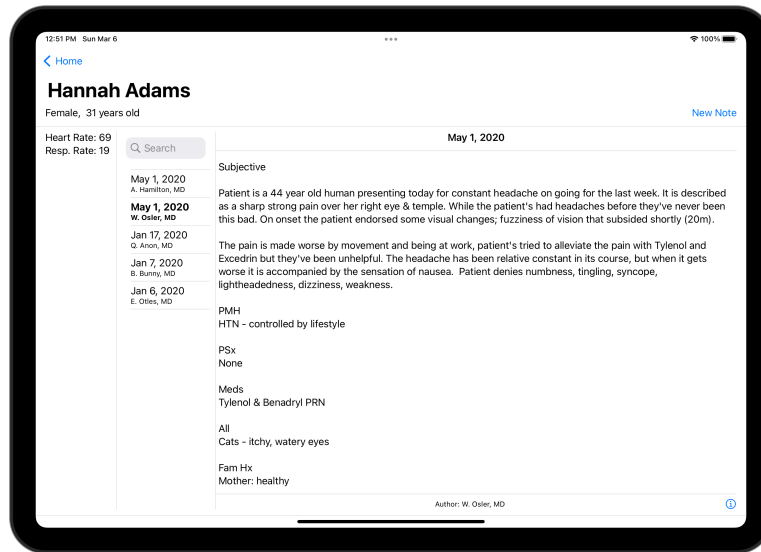 12:51 PM Sun Mar 6
100%
Home
Hannah Adams
Female, 31 years old
New Note
Heart Rate: 69
Resp. Rate: 19
Search
May 1, 2020
A. Hamilton, MD
May 1, 2020
W. Osler, MD
Jan 17, 2020
Q. Anon, MD
Jan 7, 2020
B. Bunny, MD
Jan 6, 2020
E. Otles, MD
May 1, 2020
Subjective
Patient is a 44 year old human presenting today for constant headache on going for the last week. It is described
as a sharp strong pain over her right eye & temple. While the patient's had headaches before they've never been
this bad. On onset the patient endorsed some visual changes; fuzziness of vision that subsided shortly (20m).
The pain is made worse by movement and being at work, patient's tried to alleviate the pain with Tylenol and
Excedrin but they've been unhelpful. The headache has been relative constant in its course, but when it gets
worse it is accompanied by the sensation of nausea. Patient denies numbness, tingling, syncope,
lightheadedness, dizziness, weakness.
PMH
HTN - controlled by lifestyle
PSx
None
Meds
Tylenol & Benadryl PRN
All
Cats - itchy, watery eyes
Fam Hx
Mother: healthy
Author: W. Osler, MD